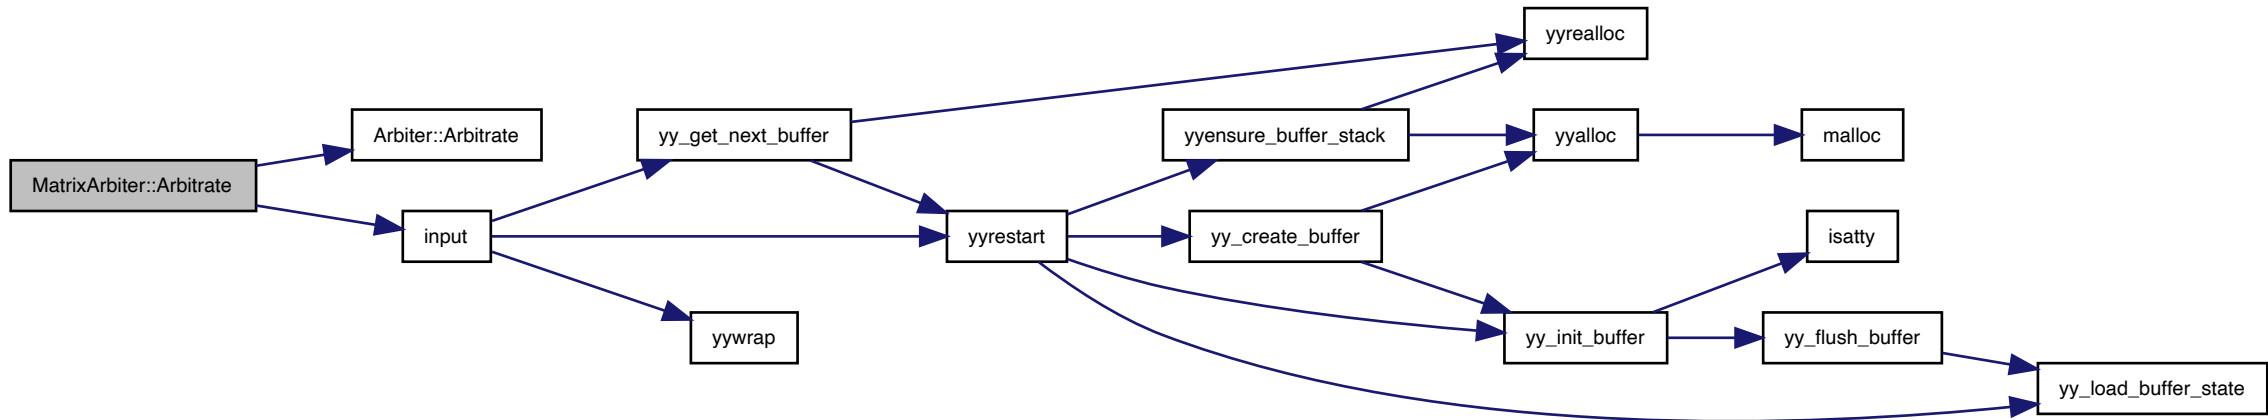 MatrixArbiter::Arbitrate
Arbiter::Arbitrate
input
yy_get_next_buffer
yywrap
yyrestart
yyensure_buffer_stack
yy_create_buffer
yyrealloc
yyalloc
yy_init_buffer
malloc
isatty
yy_flush_buffer
yy_load_buffer_state